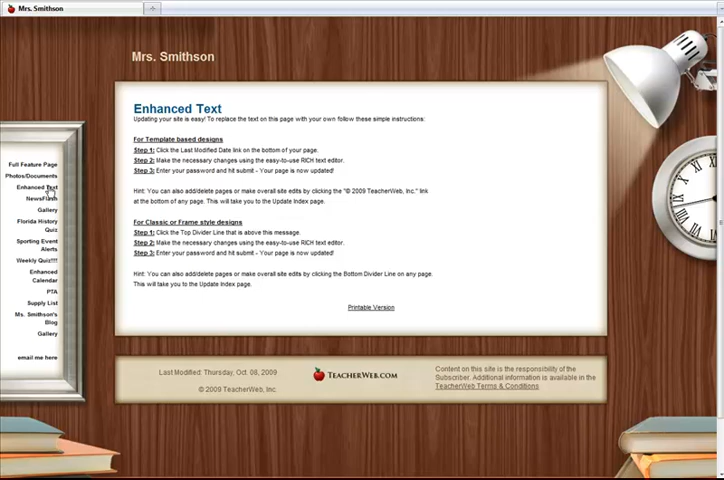 Mrs. Smithson
Mrs. Smithson
Full Feature Page
Photos/Documents
Enhanced Text
NewsFlash
Gallery
Florida History
Quiz
Sporting Event
Alerts
Weekly Quiz!!!!
Enhanced
Calendar
PTA
Supply List
Ms. Smithson's
Blog
Gallery
email me here
Enhanced Text
Updating your site is easy! To replace the text on this page with your own follow these simple instructions:
For Template based designs
Step 1: Click the Last Modified Date link on the bottom of your page.
Step 2: Make the necessary changes using the easy-to-use RICH text editor.
Step 3: Enter your password and hit submit - Your page is now updated!
Hint: You can also add/delete pages or make overall site edits by clicking the "© 2009 TeacherWeb, Inc." link
at the bottom of any page. This will take you to the Update Index page.
For Classic or Frame style designs
Step 1: Click the Top Divider Line that is above this message.
Step 2: Make the necessary changes using the easy-to-use RICH text editor.
Step 3: Enter your password and hit submit - Your page is now updated!
Hint: You can also add/delete pages or make overall site edits by clicking the Bottom Divider Line on any page.
This will take you to the Update Index page.
Printable Version
Last Modified: Thursday, Oct. 08, 2009
© 2009 TeacherWeb, Inc.
TEACHERWEB.COM
Content on this site is the responsibility of the
Subscriber. Additional information is available in the
TeacherWeb Terms & Conditions
12
11
10
9
8
7
6